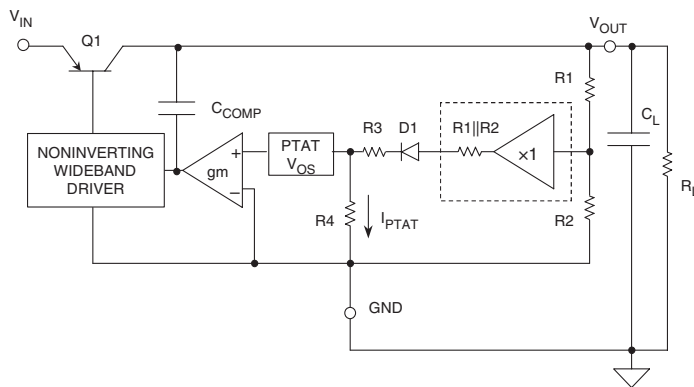 VIN
Q1
VOUT
R1
CCOMP
CL
R3
D1
R1||R2
×1
PTAT
VOS
NONINVERTING
WIDEBAND
DRIVER
+
gm
−
R4
IPTAT
R2
GND